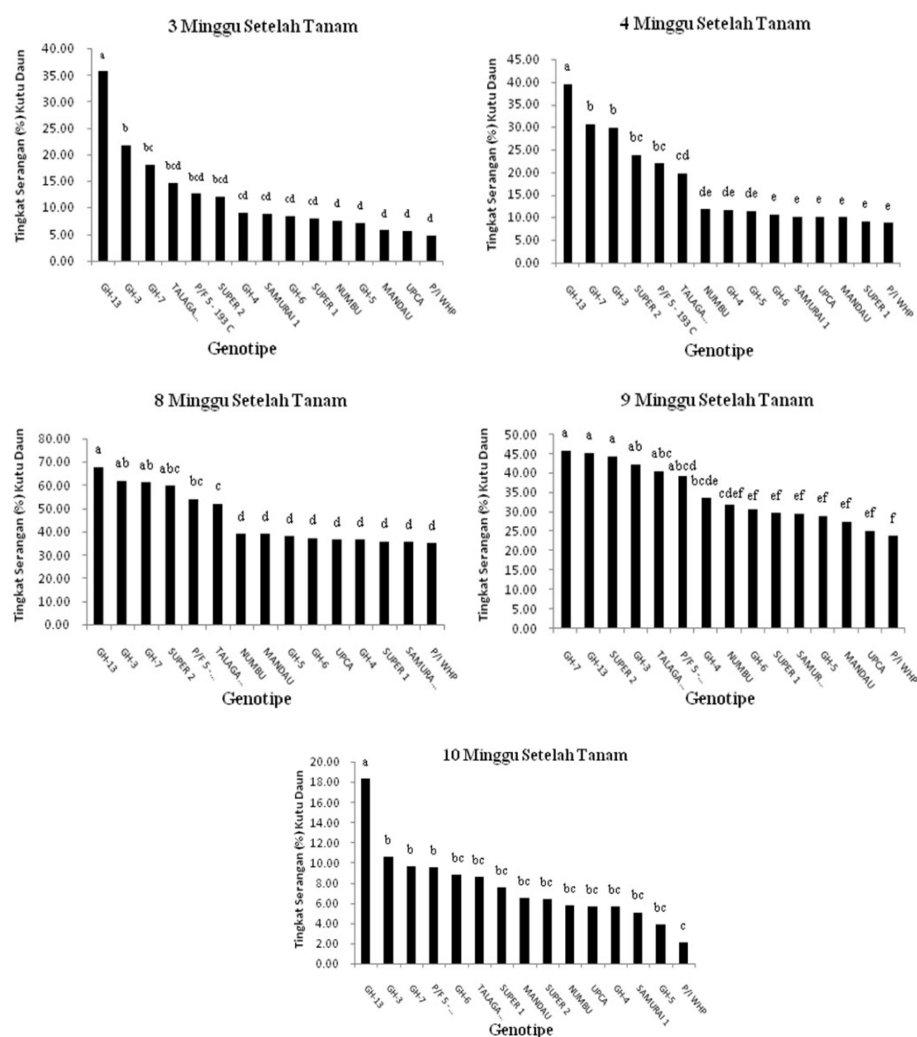 3 Minggu Setelah Tanam
Tingkat Serangan (%) Kutu Daun
40.00
35.00
30.00
25.00
20.00
15.00
10.00
5.00
0.00
a
b
bc
bcd
bcd
bcd
cd
cd
cd
cd
cd
cd
d
d
d
GH-13
GH-3
GH-7
TALAGA...
P/F 5 - 193 C
SUPER 2
GH-4
SAMURAI 1
GH-6
SUPER 1
NUMBU
GH-5
MANDAU
UPCA
P/I WHP
Genotipe
4 Minggu Setelah Tanam
Tingkat Serangan (%) Kutu Daun
45.00
40.00
35.00
30.00
25.00
20.00
15.00
10.00
5.00
0.00
a
b
b
bc
bc
cd
de
de
de
e
e
e
e
e
e
GH-13
GH-7
GH-3
SUPER 2
P/F 5 - 193 C
TALAGA...
NUMBU
GH-4
GH-5
GH-6
SAMURAI 1
UPCA
MANDAU
SUPER 1
P/I WHP
Genotipe
8 Minggu Setelah Tanam
Tingkat Serangan (%) Kutu Daun
80.00
70.00
60.00
50.00
40.00
30.00
20.00
10.00
0.00
a
ab
ab
abc
bc
c
d
d
d
d
d
d
d
d
d
GH-13
GH-3
GH-7
SUPER 2
P/F 5 -...
TALAGA...
NUMBU
MANDAU
GH-5
GH-6
UPCA
GH-4
SUPER 1
SAMURA...
P/I WHP
Genotipe
9 Minggu Setelah Tanam
Tingkat Serangan (%) Kutu Daun
50.00
45.00
40.00
35.00
30.00
25.00
20.00
15.00
10.00
5.00
0.00
a
a
a
ab
abc
abcd
bcde
cdef
ef
ef
ef
ef
ef
ef
f
GH-7
GH-13
SUPER 2
GH-3
TALAGA...
P/F 5 -...
GH-4
NUMBU
GH-6
SUPER 1
SAMUR...
GH-5
MANDAU
UPCA
P/I WHP
Genotipe
10 Minggu Setelah Tanam
Tingkat Serangan (%) Kutu Daun
20.00
18.00
16.00
14.00
12.00
10.00
8.00
6.00
4.00
2.00
0.00
a
b
b
b
bc
bc
bc
bc
bc
bc
bc
bc
bc
bc
c
GH-13
GH-3
GH-7
P/F 5 -...
GH-6
TALAGA...
SUPER 1
MANDAU
SUPER 2
NUMBU
UPCA
GH-4
SAMURAI 1
GH-5
P/I WHP
Genotipe